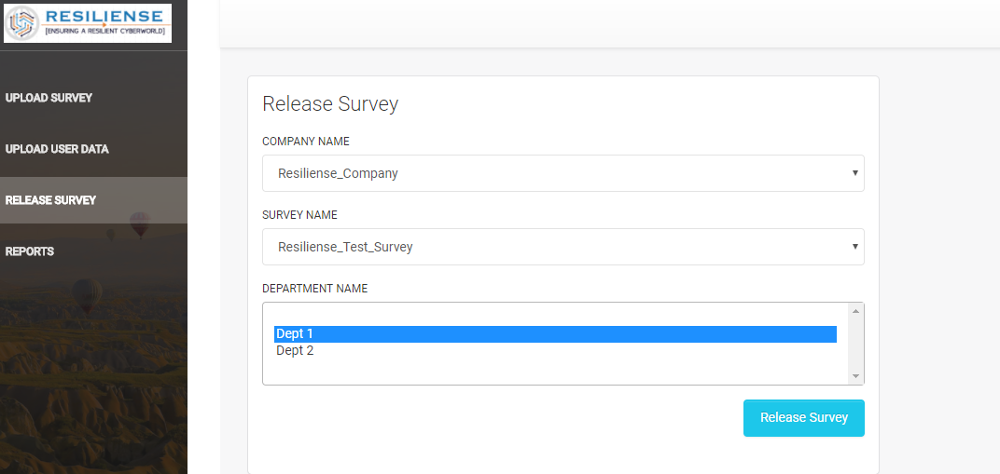 RESILIENSE
[ENSURING A RESILIENT CYBERWORLD]
UPLOAD SURVEY
UPLOAD USER DATA
RELEASE SURVEY
REPORTS
Release Survey
COMPANY NAME
Resiliense_Company
SURVEY NAME
Resiliense_Test_Survey
DEPARTMENT NAME
Dept 1
Dept 2
Release Survey